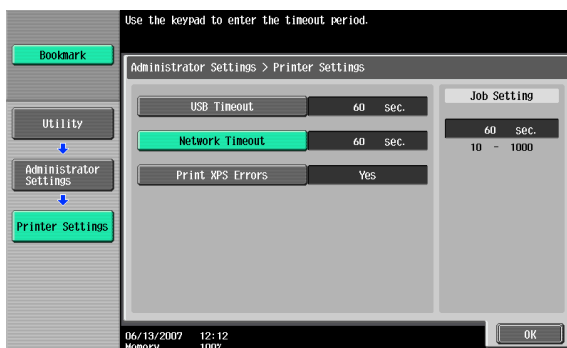 Use the keypad to enter the timeout period.
Bookmark
Administrator Settings > Printer Settings
USB Timeout 60 sec.
Network Timeout 60 sec.
Print XPS Errors Yes
Job Setting
60 sec.
10 - 1000
Utility
Administrator
Settings
Printer Settings
06/13/2007 12:12
Memory 100%
OK